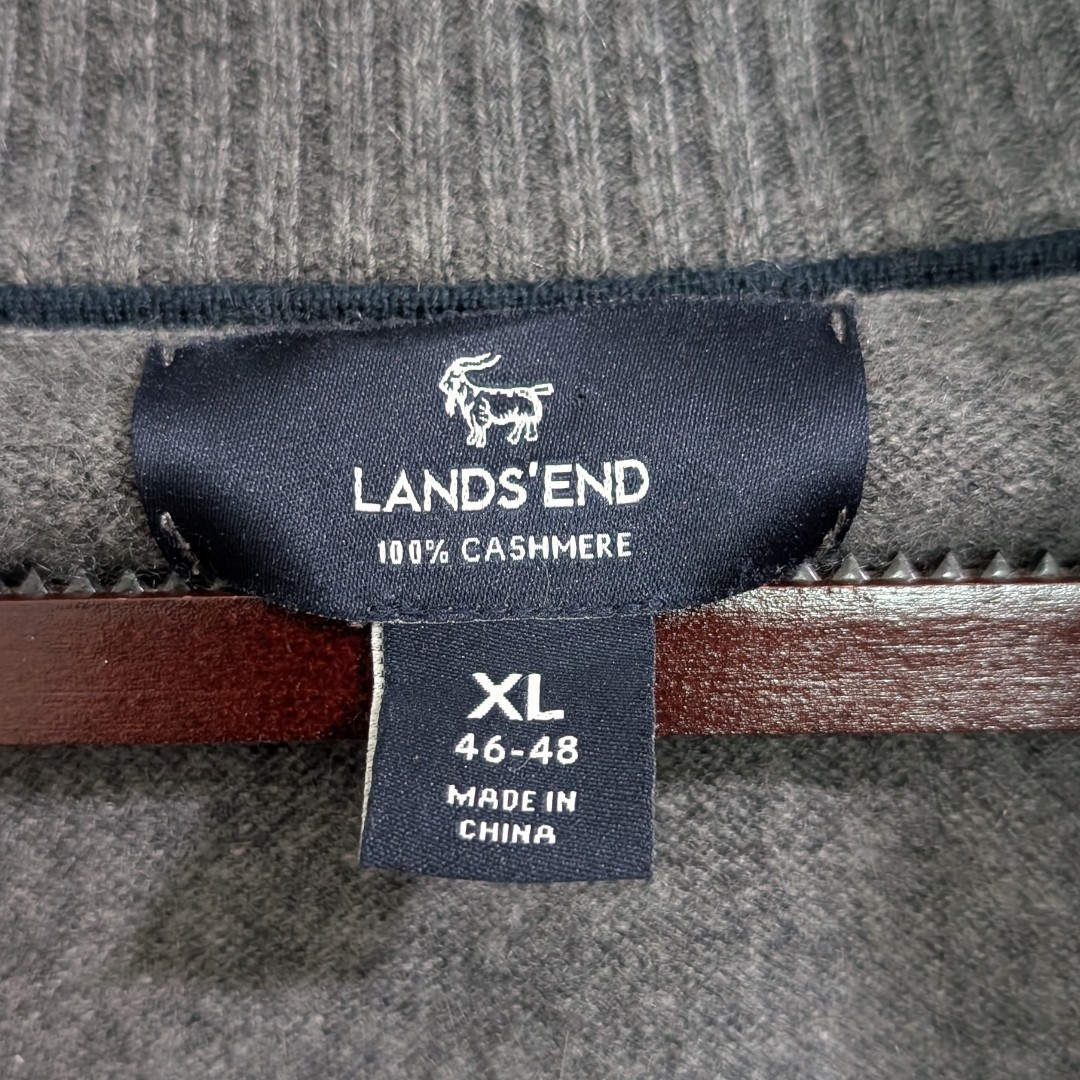 LANDS'END
100% CASHMERE
XL
46-48
MADE IN
CHINA